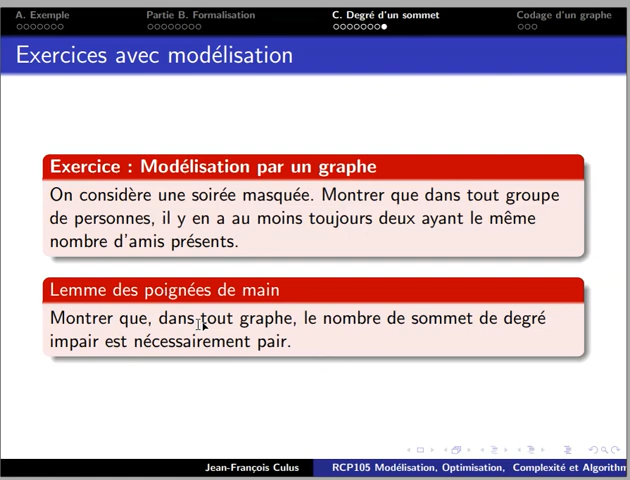 A. Exemple Partie B. Formalisation C. Degré d'un sommet Codage d'un graphe
Exercices avec modélisation
Exercice : Modélisation par un graphe
On considère une soirée masquée. Montrer que dans tout groupe
de personnes, il y en a au moins toujours deux ayant le même
nombre d'amis présents.
Lemme des poignées de main
Montrer que, dans tout graphe, le nombre de sommet de degré
impair est nécessairement pair.
Jean-François Culus RCP105 Modélisation, Optimisation, Complexité et Algorithm